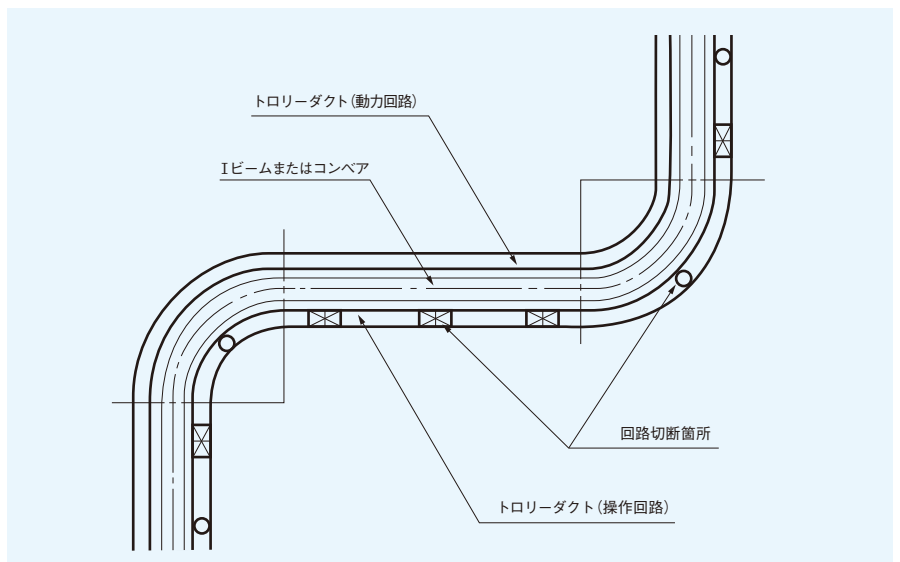 トロリーダクト(動力回路)
Iビームまたはコンベア
回路切断箇所
トロリーダクト(操作回路)